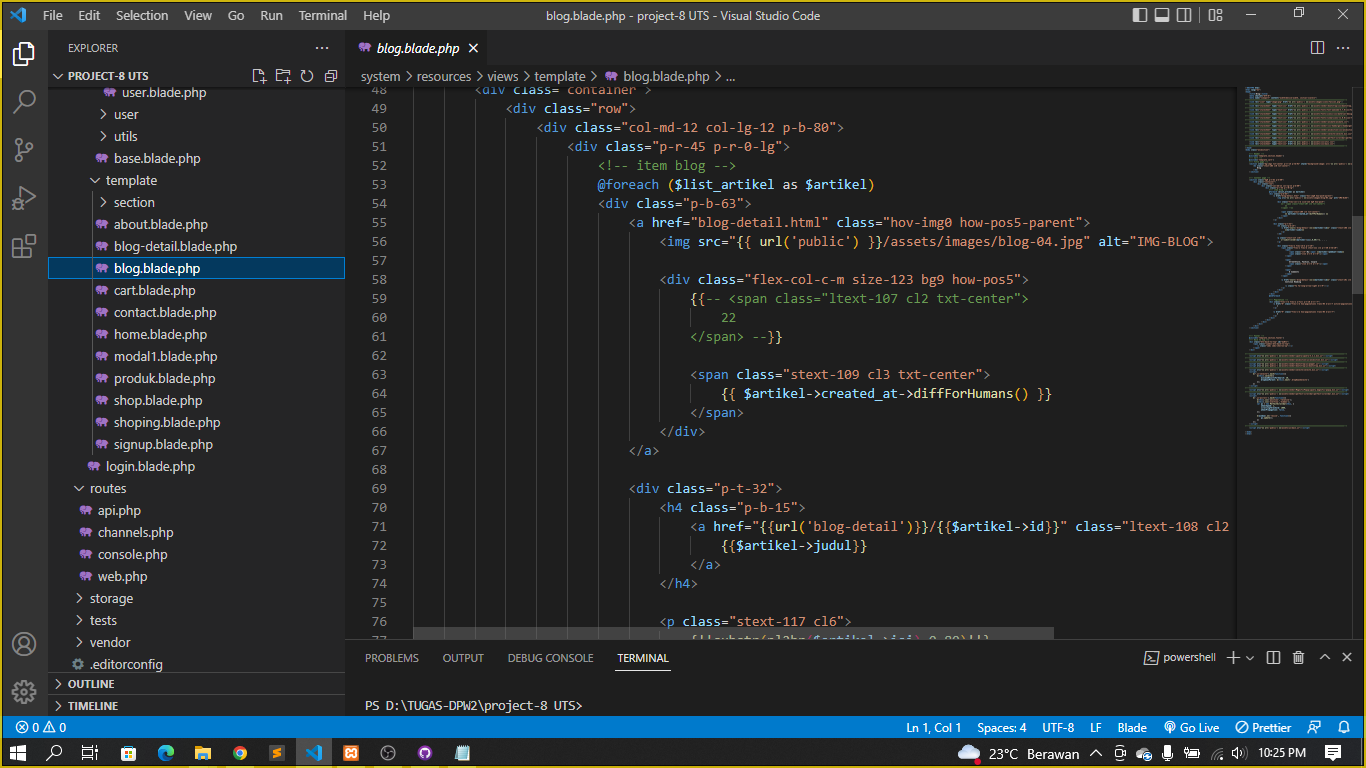 File Edit Selection View Go Run Terminal Help
blog.blade.php - project-8 UTS - Visual Studio Code
EXPLORER
PROJECT-8 UTS
user.blade.php
user
utils
base.blade.php
template
section
about.blade.php
blog-detail.blade.php
blog.blade.php
cart.blade.php
contact.blade.php
home.blade.php
modal1.blade.php
produk.blade.php
shop.blade.php
shoping.blade.php
signup.blade.php
login.blade.php
routes
api.php
channels.php
console.php
web.php
storage
tests
vendor
.editorconfig
OUTLINE
TIMELINE
blog.blade.php
system > resources > views > template > blog.blade.php > ...
48 <div class="container">
49 <div class="row">
50 <div class="col-md-12 col-lg-12 p-b-80">
51 <div class="p-r-45 p-r-0-lg">
52 <!-- item blog -->
53 @foreach ($list_artikel as $artikel)
54 <div class="p-b-63">
55 <a href="blog-detail.html" class="hov-img0 how-pos5-parent">
56 <img src="{{ url('public') }}/assets/images/blog-04.jpg" alt="IMG-BLOG">
57
58 <div class="flex-col-c-m size-123 bg9 how-pos5">
59 {{-- <span class="ltext-107 cl2 txt-center">
60 22
61 </span> --}}
62
63 <span class="stext-109 cl3 txt-center">
64 {{ $artikel->created_at->diffForHumans() }}
65 </span>
66 </div>
67 </a>
68
69 <div class="p-t-32">
70 <h4 class="p-b-15">
71 <a href="{{url('blog-detail')}}/{{$artikel->id}}" class="ltext-108 cl2
72 {{$artikel->judul}}
73 </a>
74 </h4>
75
76 <p class="stext-117 cl6">
77 {!!substr(nl2br($artikel->isi),0,80)!!}
PROBLEMS OUTPUT DEBUG CONSOLE TERMINAL
powershell
PS D:\TUGAS-DPW2\project-8 UTS>
0 0
Ln 1, Col 1 Spaces: 4 UTF-8 LF Blade Go Live Prettier
23°C Berawan 10:25 PM